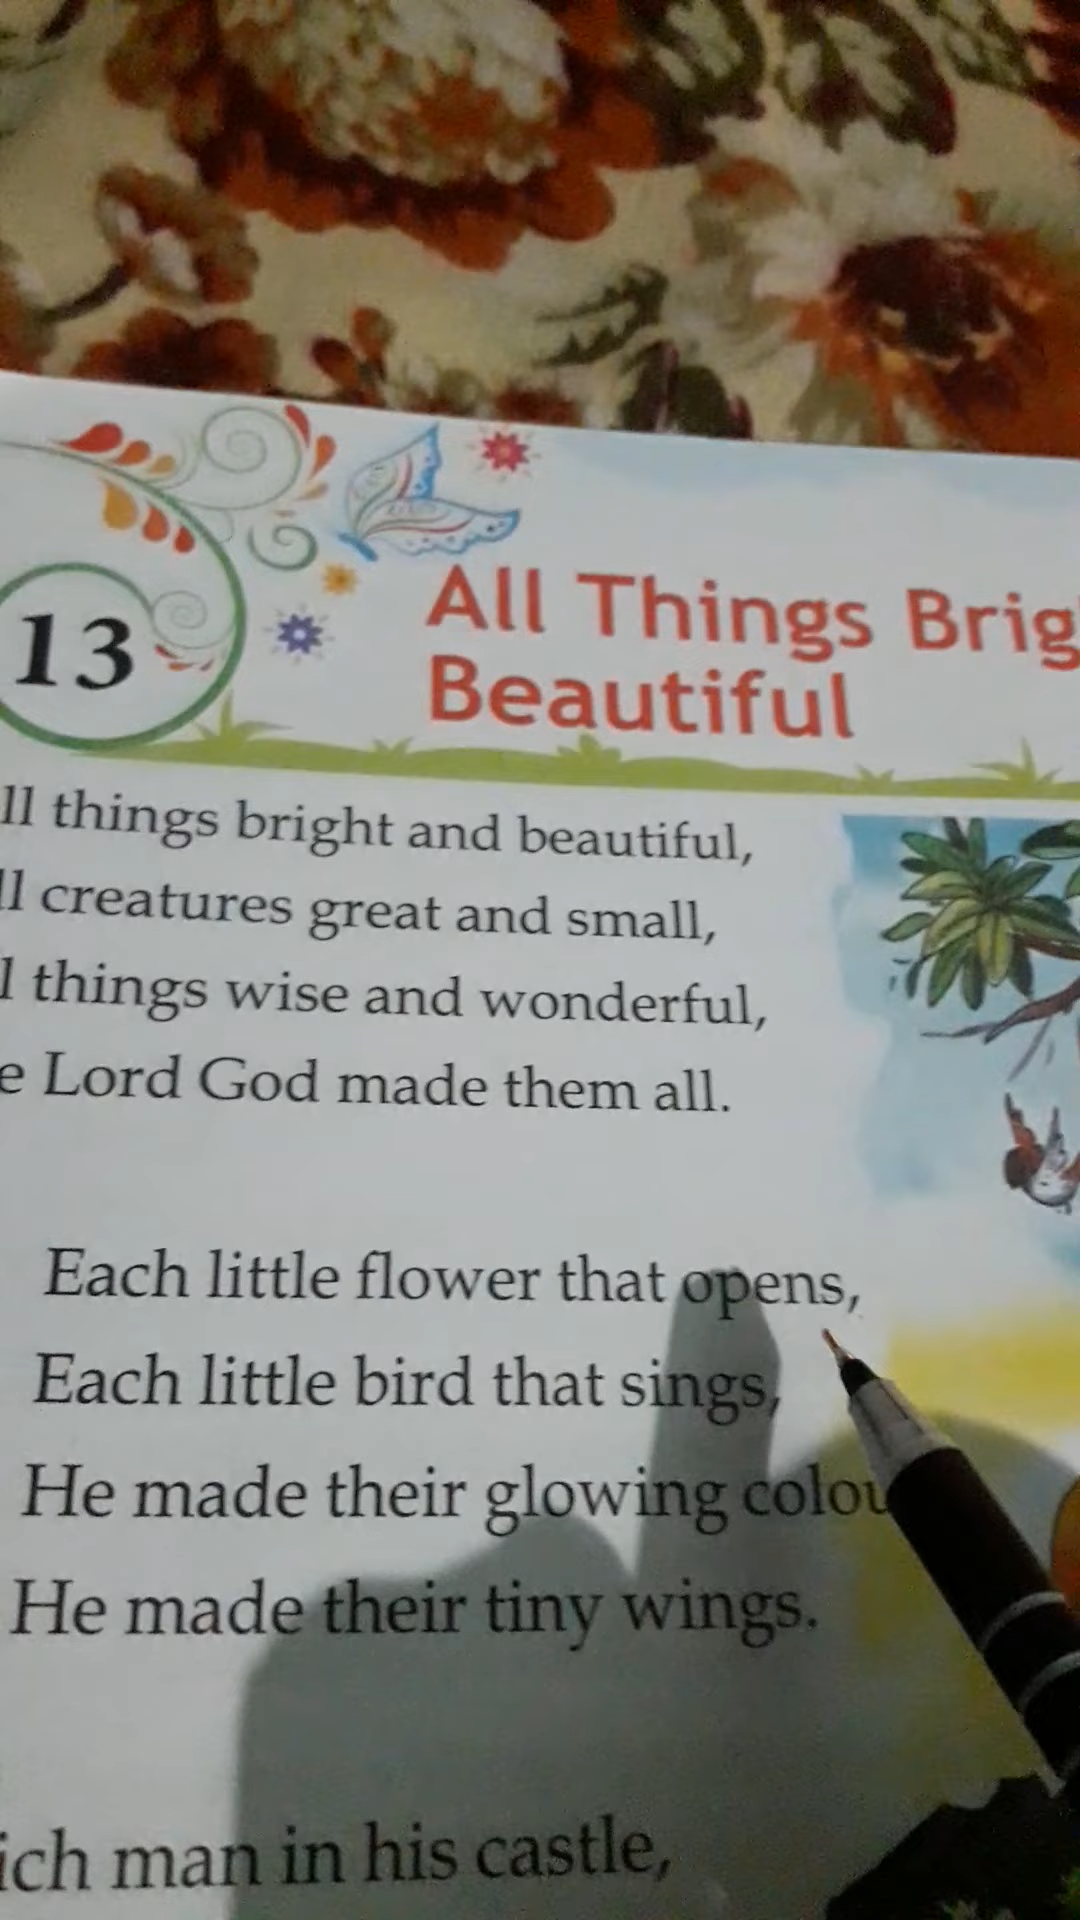 13
All Things Brig
Beautiful
ll things bright and beautiful,
ll creatures great and small,
l things wise and wonderful,
e Lord God made them all.
Each little flower that opens,
Each little bird that sings,
He made their glowing colou
He made their tiny wings.
ich man in his castle,